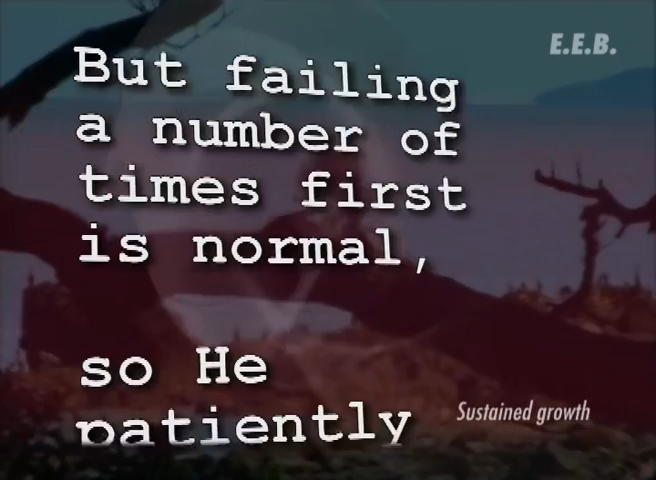 E.E.B.
But failing
a number of
times first
is normal,
so He
patiently
Sustained growth